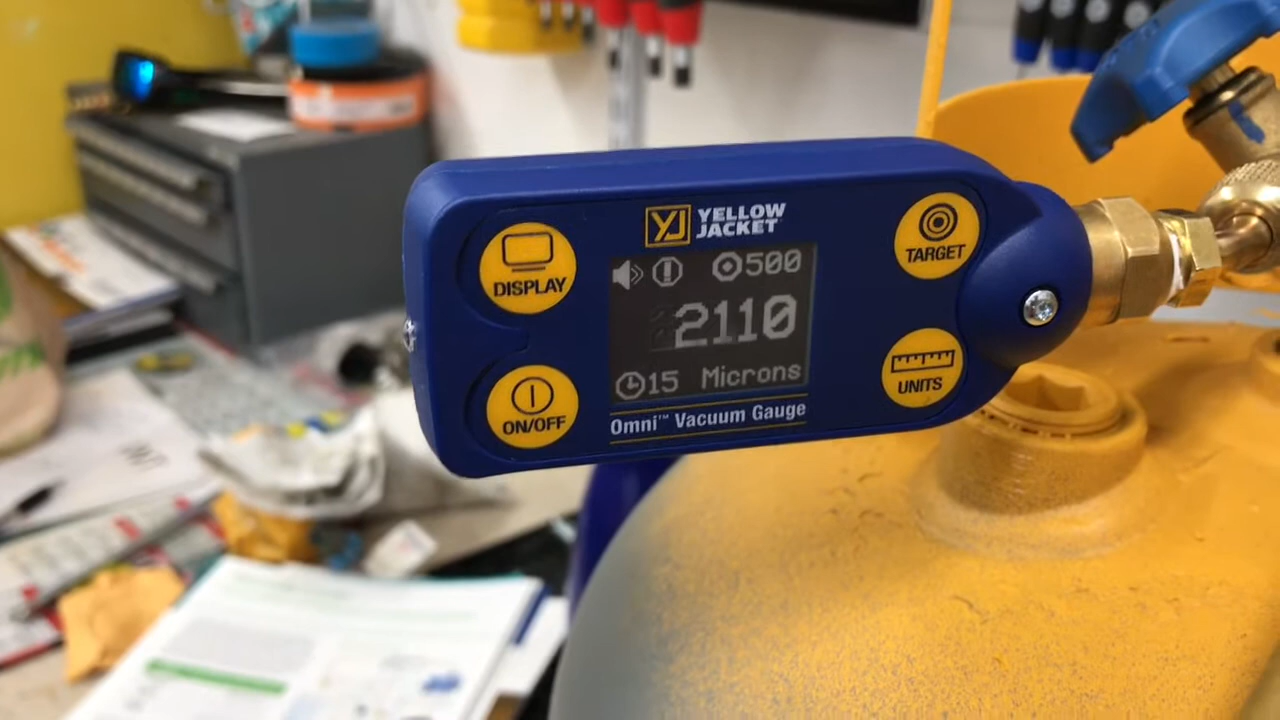 YJ YELLOW JACKET
DISPLAY
500
TARGET
2110
15 Microns
ON/OFF
UNITS
Omni™ Vacuum Gauge